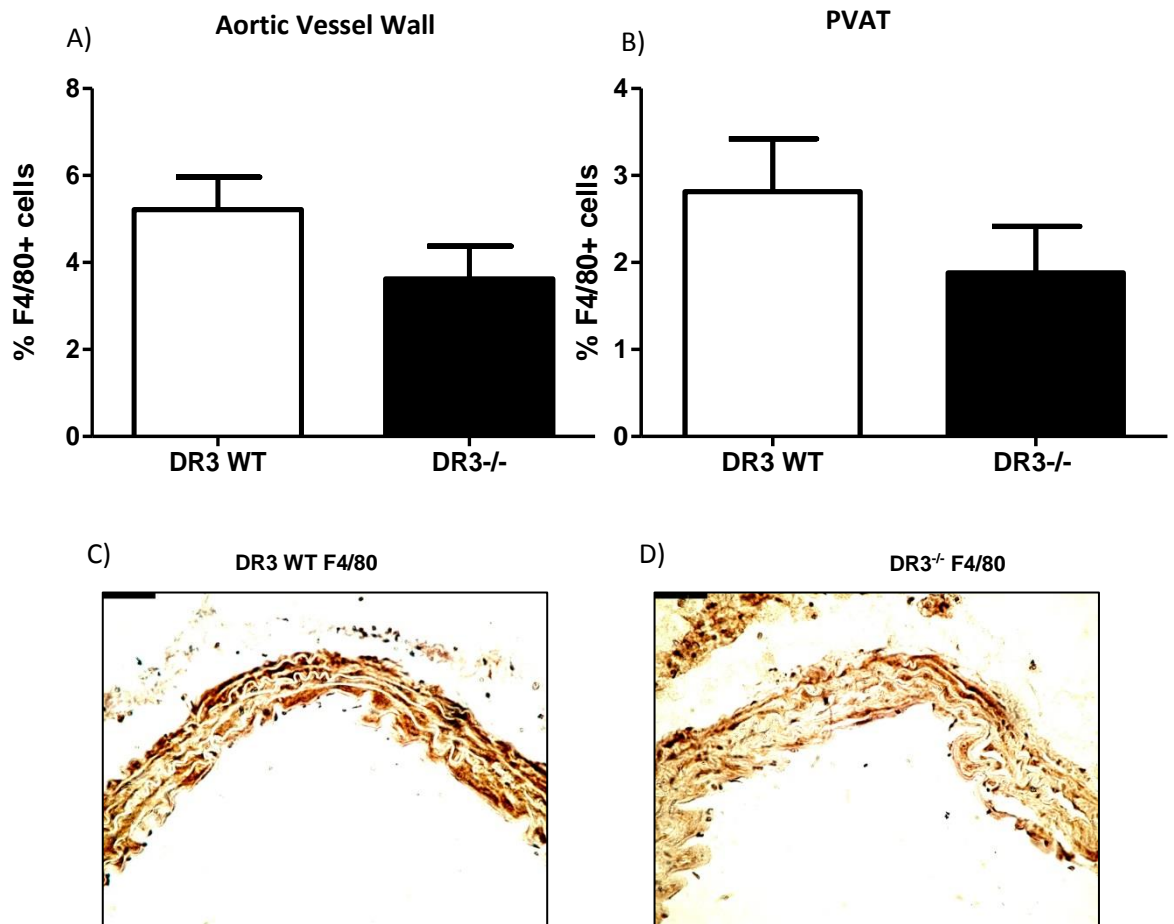 A)
Aortic Vessel Wall
% F4/80+ cells
8
6
4
2
0
DR3 WT
DR3-/-
B)
PVAT
% F4/80+ cells
4
3
2
1
0
DR3 WT
DR3-/-
C)
DR3 WT F4/80
D)
DR3-/- F4/80